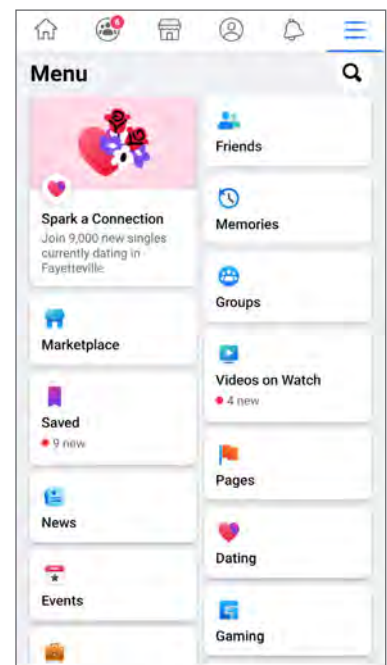 6
Menu
Spark a Connection
Join 9,000 new singles
currently dating in
Fayetteville.
Marketplace
Saved
9 new
News
Events
Friends
Memories
Groups
Videos on Watch
4 new
Pages
Dating
Gaming